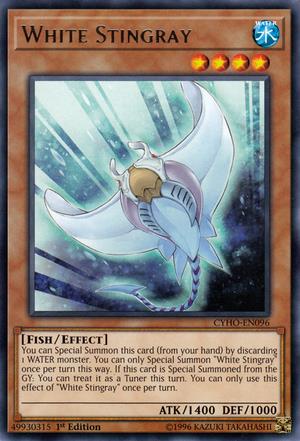 White Stingray
WATER
水
CYHO-EN096
[Fish/Effect]
You can Special Summon this card (from your hand) by discarding
1 WATER monster. You can only Special Summon "White Stingray"
once per turn this way. If this card is Special Summoned from the
GY: You can treat it as a Tuner this turn. You can only use this
effect of "White Stingray" once per turn.
ATK/1400 DEF/1000
49930315 1st Edition ©1996 KAZUKI TAKAHASHI